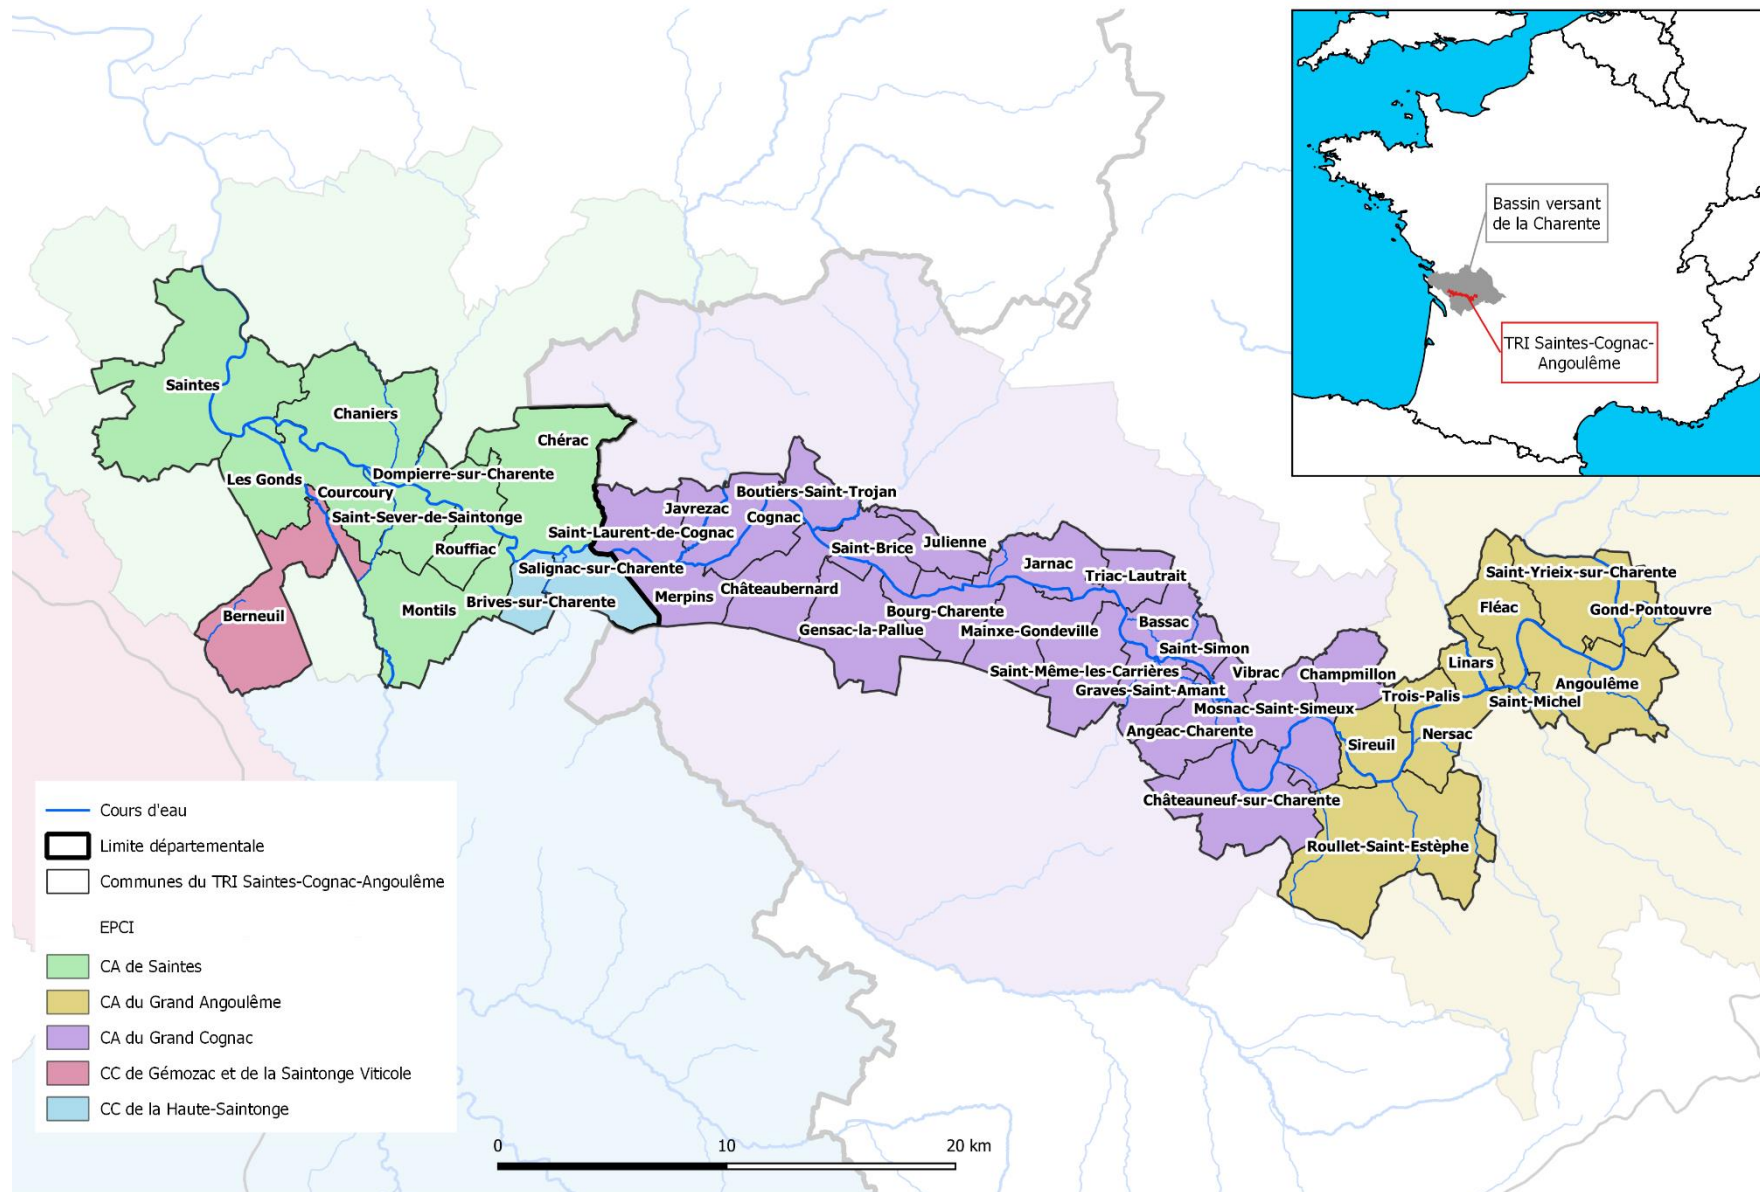 Bassin versant
de la Charente
TRI Saintes-Cognac-
Angoulême
Saintes
Chaniers
Chérac
Les Gonds
Courcoury
Dompierre-sur-Charente
Saint-Sever-de-Saintonge
Rouffiac
Montils
Berneuil
Brives-sur-Charente
Salignac-sur-Charente
Saint-Laurent-de-Cognac
Javrezac
Boutiers-Saint-Trojan
Cognac
Merpins
Châteaubernard
Saint-Brice
Julienne
Gensac-la-Pallue
Bourg-Charente
Jarnac
Mainxe-Gondeville
Triac-Lautrait
Bassac
Saint-Simon
Saint-Même-les-Carrières
Graves-Saint-Amant
Vibrac
Champmillon
Mosnac-Saint-Simeux
Angeac-Charente
Châteauneuf-sur-Charente
Sireuil
Trois-Palis
Nersac
Roullet-Saint-Estèphe
Linars
Saint-Michel
Fléac
Saint-Yrieix-sur-Charente
Gond-Pontouvre
Angoulême
Cours d'eau
Limite départementale
Communes du TRI Saintes-Cognac-Angoulême
EPCI
CA de Saintes
CA du Grand Angoulême
CA du Grand Cognac
CC de Gémozac et de la Saintonge Viticole
CC de la Haute-Saintonge
0 10 20 km